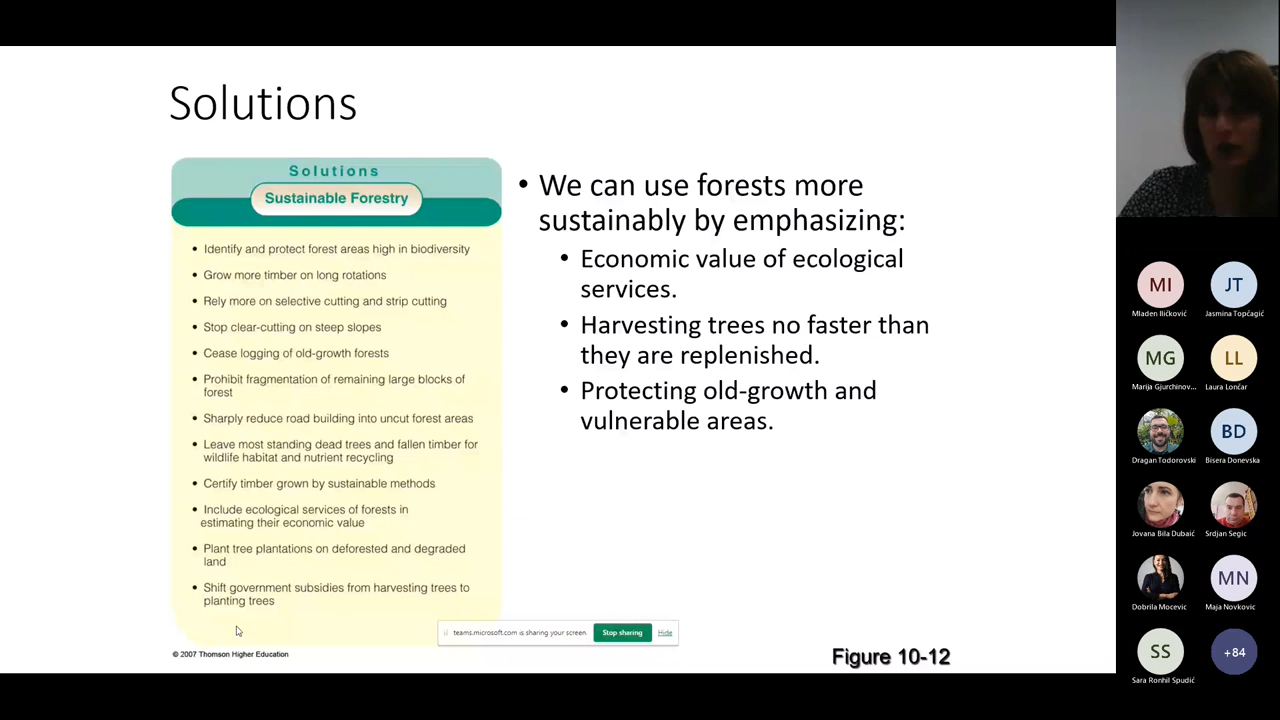 Solutions
Solutions
Sustainable Forestry
• Identify and protect forest areas high in biodiversity
• Grow more timber on long rotations
• Rely more on selective cutting and strip cutting
• Stop clear-cutting on steep slopes
• Cease logging of old-growth forests
• Prohibit fragmentation of remaining large blocks of
forest
• Sharply reduce road building into uncut forest areas
• Leave most standing dead trees and fallen timber for
wildlife habitat and nutrient recycling
• Certify timber grown by sustainable methods
• Include ecological services of forests in
estimating their economic value
• Plant tree plantations on deforested and degraded
land
• Shift government subsidies from harvesting trees to
planting trees
© 2007 Thomson Higher Education
• We can use forests more
sustainably by emphasizing:
• Economic value of ecological
services.
• Harvesting trees no faster than
they are replenished.
• Protecting old-growth and
vulnerable areas.
teams.microsoft.com is sharing your screen.
Stop sharing
Hide
Figure 10-12
MI
JT
Mladen Iličković
Jasmina Topčagić
MG
LL
Marija Gjurchinov...
Laura Lončar
BD
Dragan Todorovski
Bisera Donevska
Jovana Bila Dubaić
Srdjan Segic
MN
Dobrila Mocevic
Maja Novkovic
SS
+84
Sara Ronhil Spudić